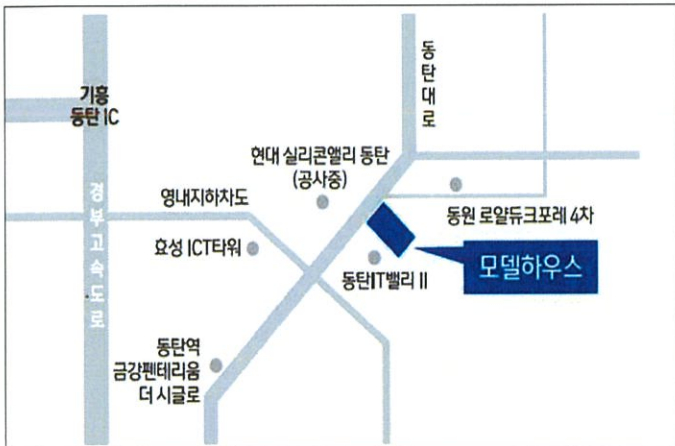 기흥
동탄 IC
동탄대로
현대 실리콘앨리 동탄
(공사중)
영내지하차도
경부고속도로
동원 로얄듀크포레 4차
효성 ICT타워
동탄IT밸리 II
모델하우스
동탄역
금강펜테리움
더 시글로